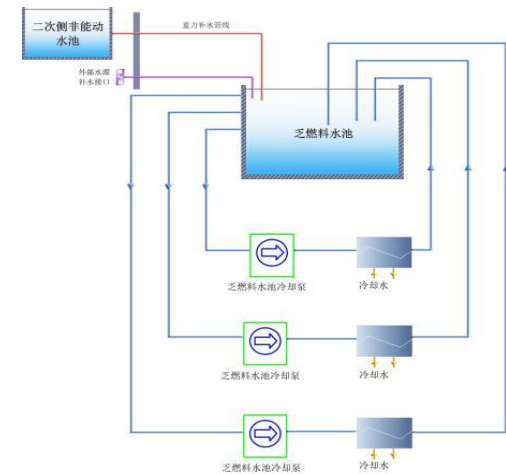 二次侧非能动
水池
重力补水管线
外部水源
补水接口
乏燃料水池
乏燃料水池冷却泵
冷却水
乏燃料水池冷却泵
冷却水
乏燃料水池冷却泵
冷却水